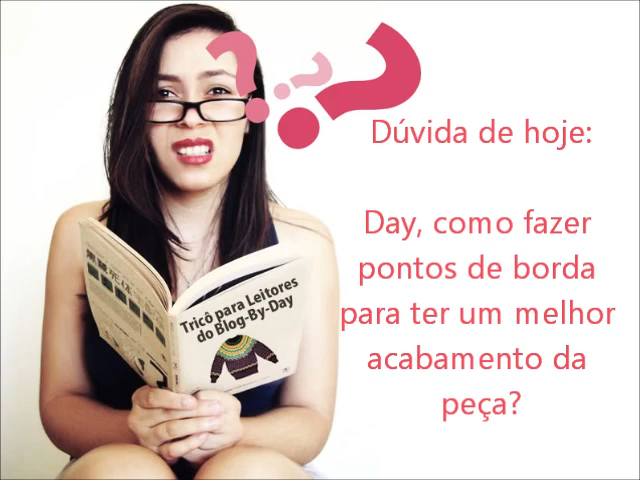 Dúvida de hoje:
Day, como fazer
pontos de borda
para ter um melhor
acabamento da
peça?
Tricô para Leitores
do Blog-By-Day